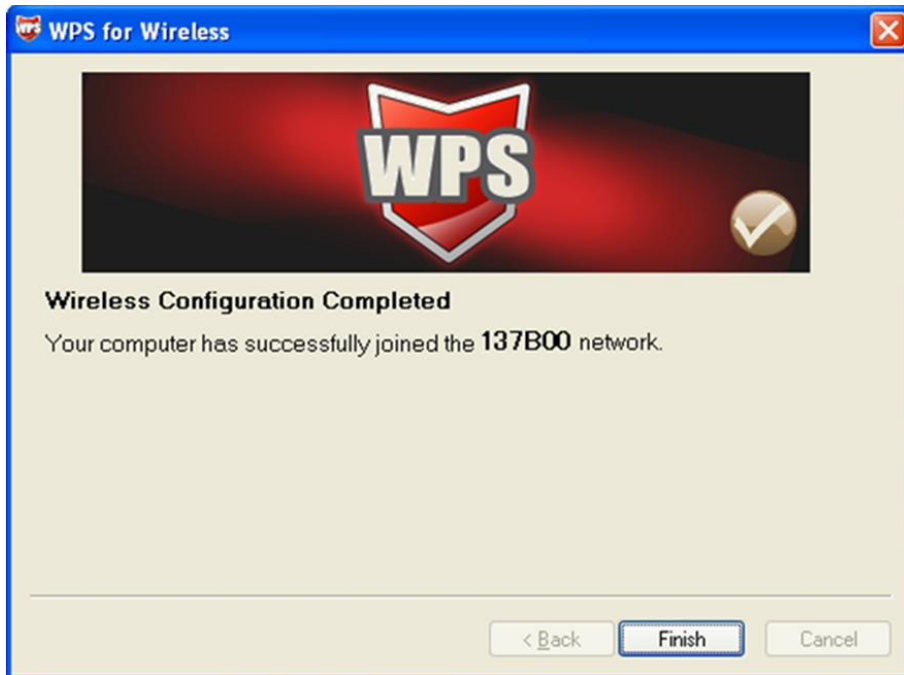 WPS for Wireless
WPS
Wireless Configuration Completed
Your computer has successfully joined the 137B00 network.
< Back Finish Cancel